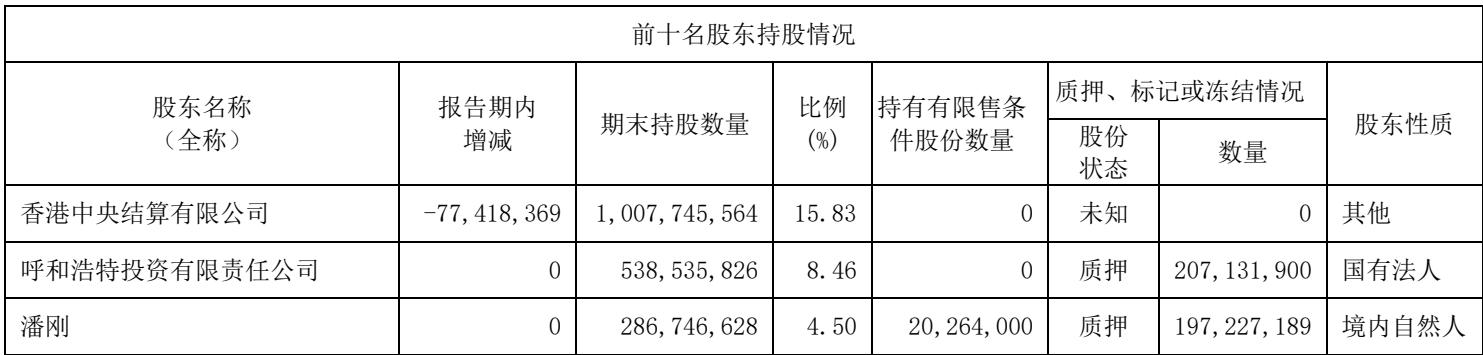 前十名股东持股情况
股东名称
（全称）
报告期内
增减
期末持股数量
比例
(%)
持有有限售条
件股份数量
质押、标记或冻结情况
股份
状态
数量
股东性质
香港中央结算有限公司 -77,418,369 1,007,745,564 15.83 0 未知 0 其他
呼和浩特投资有限责任公司 0 538,535,826 8.46 0 质押 207,131,900 国有法人
潘刚 0 286,746,628 4.50 20,264,000 质押 197,227,189 境内自然人